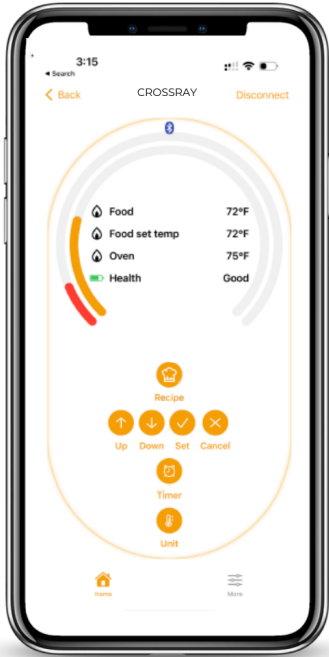 3:15
◀ Search
Back CROSSRAY Disconnect
Food 72°F
Food set temp 72°F
Oven 75°F
Health Good
Recipe
Up Down Set Cancel
Timer
Unit
Home More